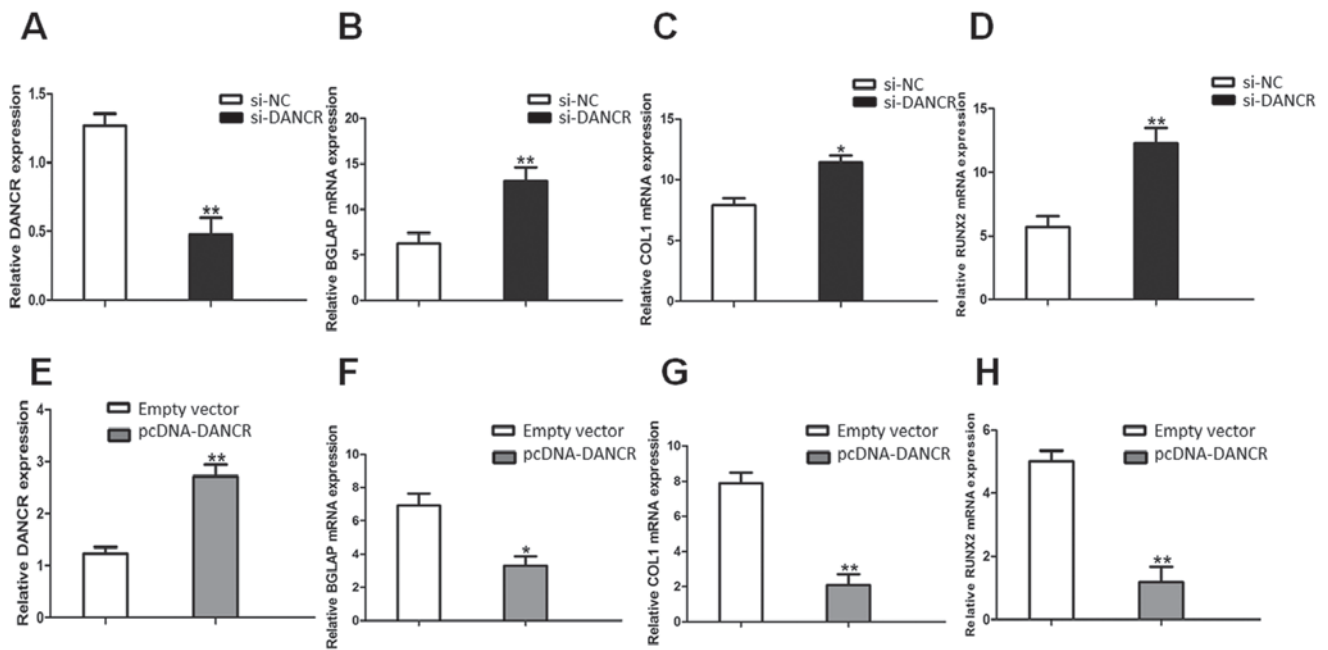 A
B
C
D
si-NC
si-DANCR
Relative DANCR expression
1.5
1.0
0.5
0.0
**
si-NC
si-DANCR
Relative BGLAP mRNA expression
20
15
10
5
0
**
si-NC
si-DANCR
Relative COL1 mRNA expression
15
10
5
0
*
si-NC
si-DANCR
Relative RUNX2 mRNA expression
15
10
5
0
**
E
F
G
H
Empty vector
pcDNA-DANCR
Relative DANCR expression
4
3
2
1
0
**
Empty vector
pcDNA-DANCR
Relative BGLAP mRNA expression
8
6
4
2
0
*
Empty vector
pcDNA-DANCR
Relative COL1 mRNA expression
10
8
6
4
2
0
**
Empty vector
pcDNA-DANCR
Relative RUNX2 mRNA expression
6
4
2
0
**